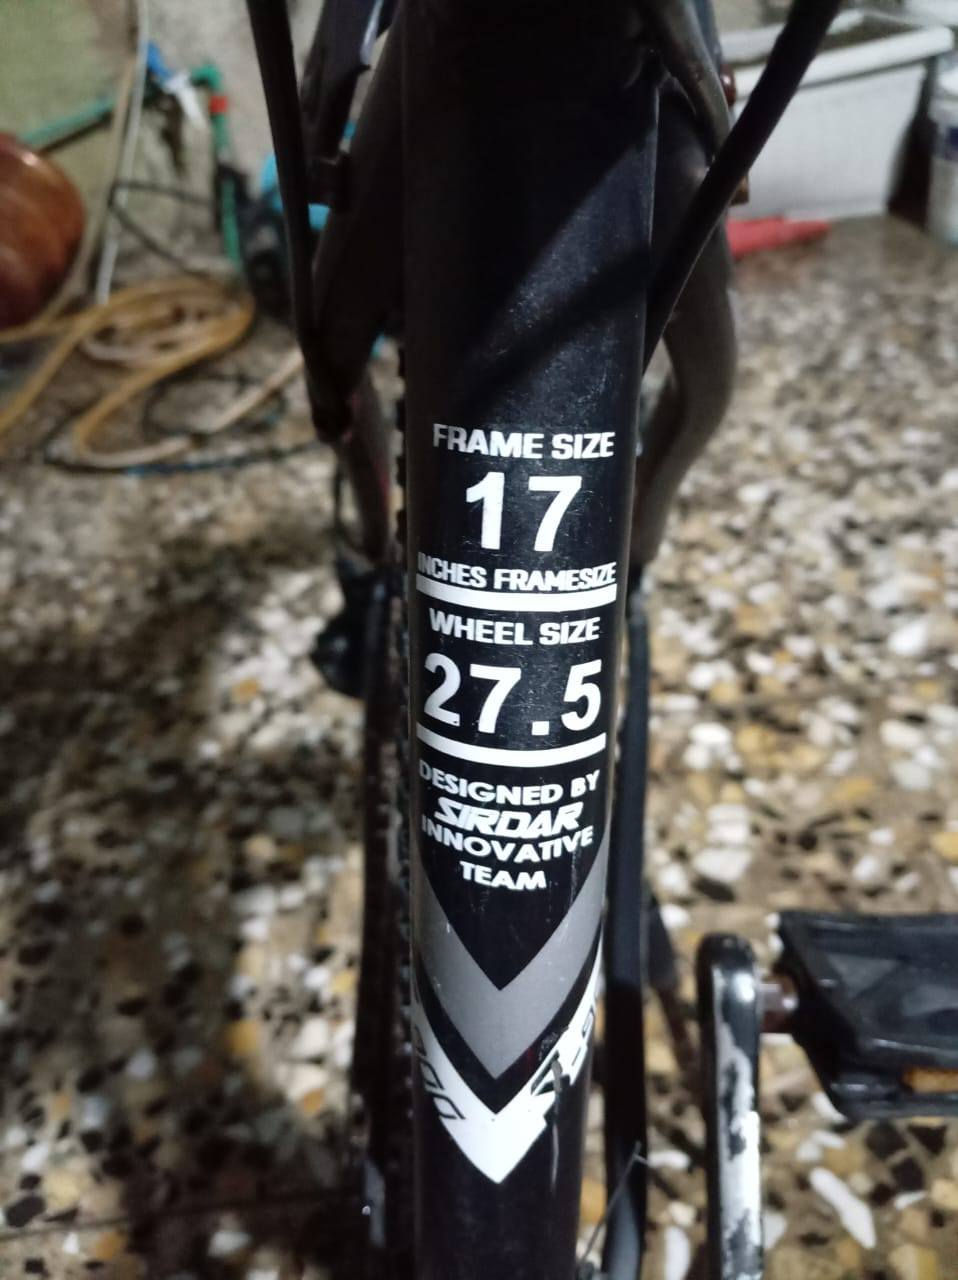 FRAME SIZE
17
INCHES FRAMESIZE
WHEEL SIZE
27.5
DESIGNED BY
SIRDAR
INNOVATIVE
TEAM